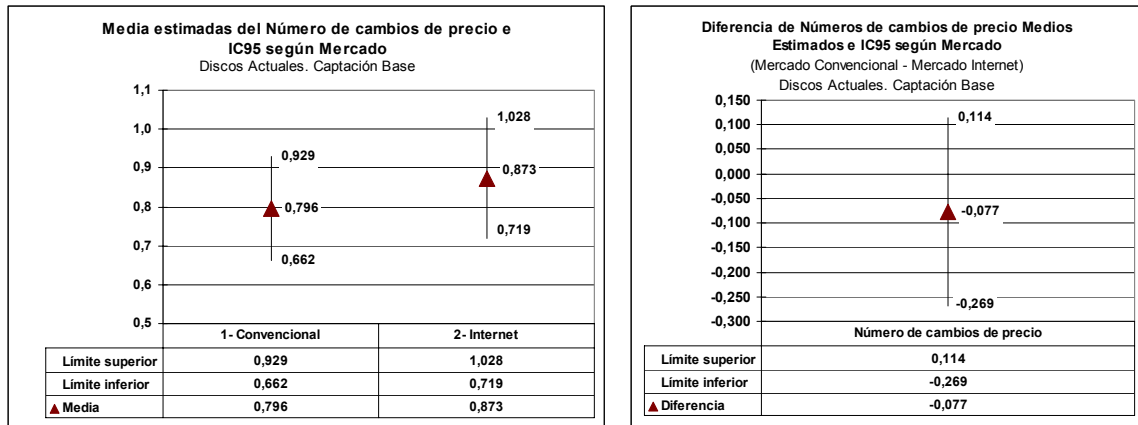 Media estimadas del Número de cambios de precio e
IC95 según Mercado
Discos Actuales. Captación Base
1,1
1,0
0,9
0,8
0,7
0,6
0,5
0,929
0,796
0,662
1,028
0,873
0,719
1- Convencional 2- Internet
Límite superior 0,929 1,028
Límite inferior 0,662 0,719
Media 0,796 0,873
Diferencia de Números de cambios de precio Medios
Estimados e IC95 según Mercado
(Mercado Convencional - Mercado Internet)
Discos Actuales. Captación Base
0,150
0,100
0,050
0,000
-0,050
-0,100
-0,150
-0,200
-0,250
-0,300
0,114
-0,077
-0,269
Número de cambios de precio
Límite superior 0,114
Límite inferior -0,269
Diferencia -0,077